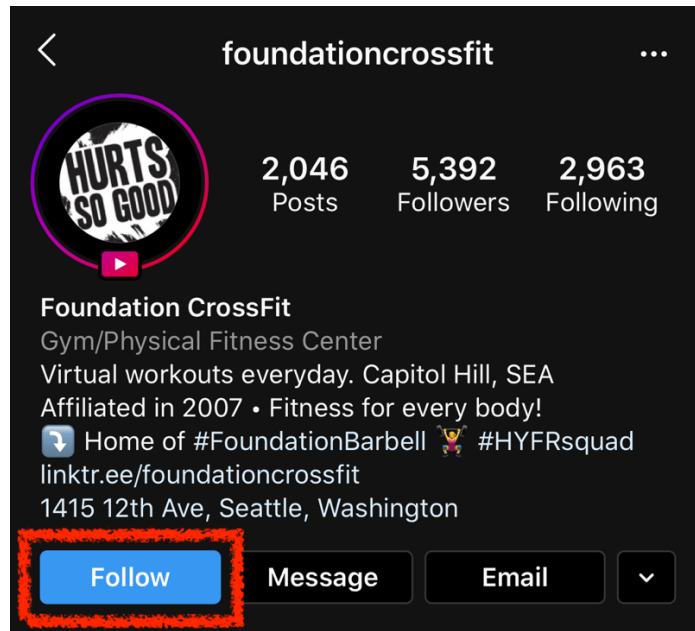 foundationcrossfit
HURTS
SO GOOD
2,046 5,392 2,963
Posts Followers Following
Foundation CrossFit
Gym/Physical Fitness Center
Virtual workouts everyday. Capitol Hill, SEA
Affiliated in 2007 • Fitness for every body!
⤵️ Home of #FoundationBarbell 🏋️ #HYFRsquad
linktr.ee/foundationcrossfit
1415 12th Ave, Seattle, Washington
Follow Message Email